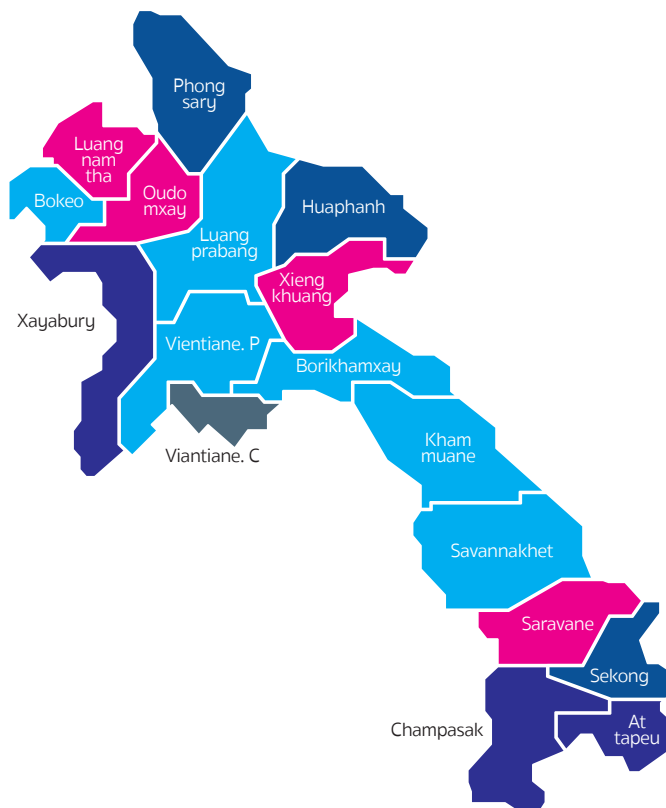 Phong
sary
Luang
nam
tha
Oudo
mxay
Bokeo
Huaphanh
Luang
prabang
Xieng
khuang
Xayabury
Vientiane. P
Borikhamxay
Viantiane. C
Kham
muane
Savannakhet
Saravane
Sekong
Champasak
At
tapeu